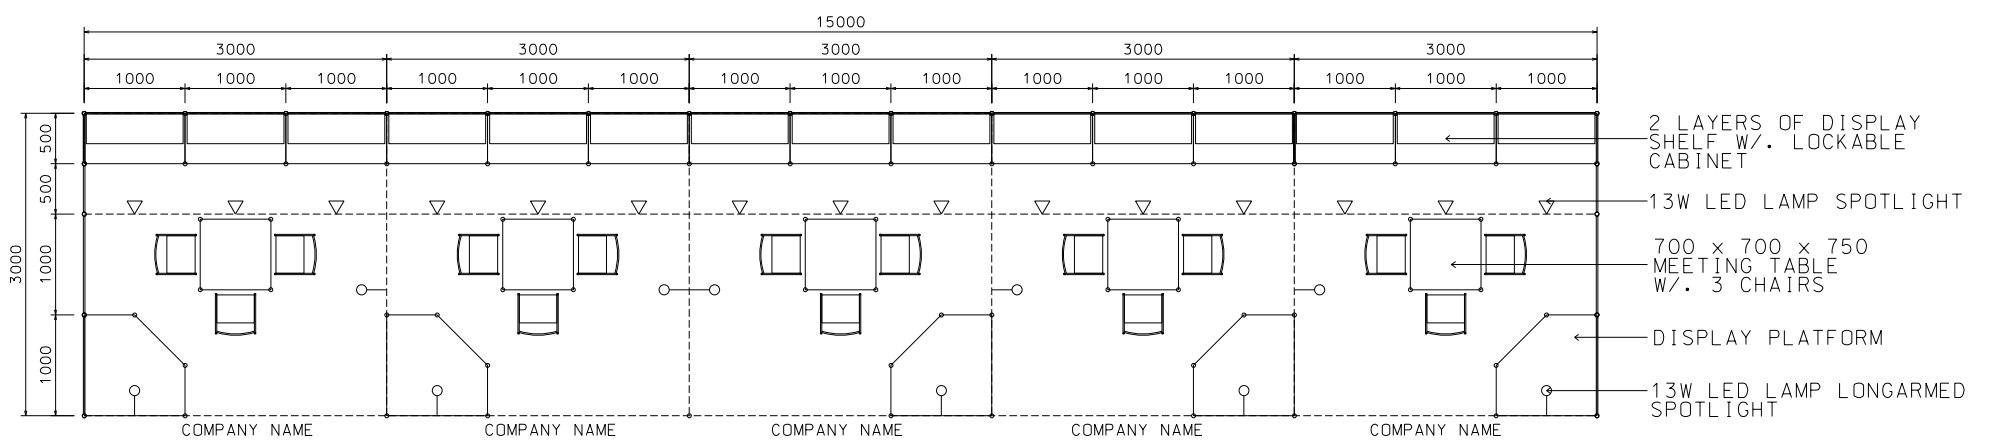 15000
3000 3000 3000 3000 3000
1000 1000 1000 1000 1000 1000 1000 1000 1000 1000 1000 1000 1000 1000 1000
3000
500
500
1000
1000
2 LAYERS OF DISPLAY
SHELF W/. LOCKABLE
CABINET
13W LED LAMP SPOTLIGHT
700 x 700 x 750
MEETING TABLE
W/. 3 CHAIRS
DISPLAY PLATFORM
13W LED LAMP LONGARMED
SPOTLIGHT
COMPANY NAME COMPANY NAME COMPANY NAME COMPANY NAME COMPANY NAME